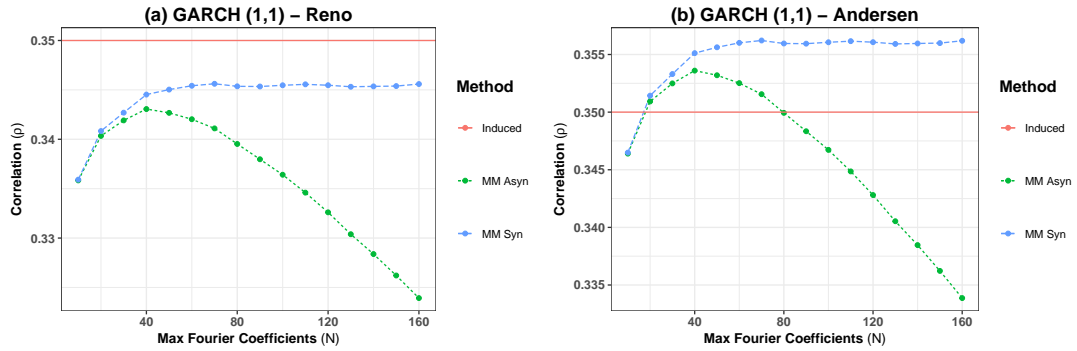 (a) GARCH (1,1) – Reno
0.35
0.34
0.33
Correlation (ρ)
40
80
120
160
Max Fourier Coefficients (N)
Method
Induced
MM Asyn
MM Syn
(b) GARCH (1,1) – Andersen
0.355
0.350
0.345
0.340
0.335
Correlation (ρ)
40
80
120
160
Max Fourier Coefficients (N)
Method
Induced
MM Asyn
MM Syn